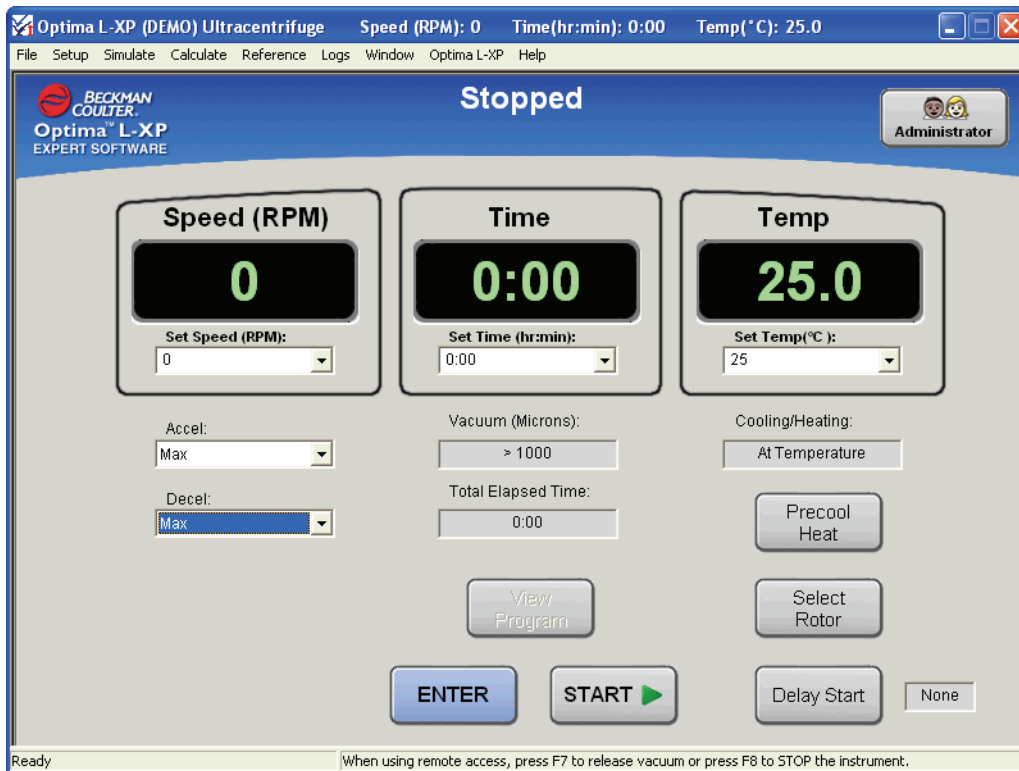 Optima L-XP (DEMO) Ultracentrifuge Speed (RPM): 0 Time(hr:min): 0:00 Temp(°C): 25.0
File Setup Simulate Calculate Reference Logs Window Optima L-XP Help
BECKMAN
COULTER.
Optima™ L-XP
EXPERT SOFTWARE
Stopped
Administrator
Speed (RPM) Time Temp
0 0:00 25.0
Set Speed (RPM): Set Time (hr:min): Set Temp(ºC ):
0 0:00 25
Accel: Vacuum (Microns): Cooling/Heating:
Max > 1000 At Temperature
Decel: Total Elapsed Time:
Max 0:00
Precool
Heat
View
Program
Select
Rotor
ENTER START Delay Start None
Ready When using remote access, press F7 to release vacuum or press F8 to STOP the instrument.